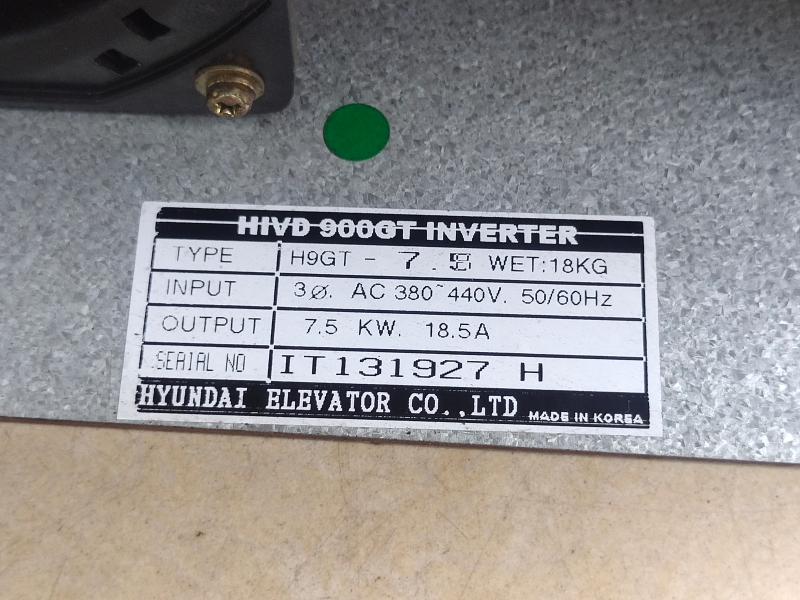 HIVD 900GT INVERTER
TYPE H9GT - 7. WET:18KG
INPUT 3Ø. AC 380~440V. 50/60Hz
OUTPUT 7.5 KW. 18.5A
SERIAL NO IT131927 H
HYUNDAI ELEVATOR CO.,LTD MADE IN KOREA